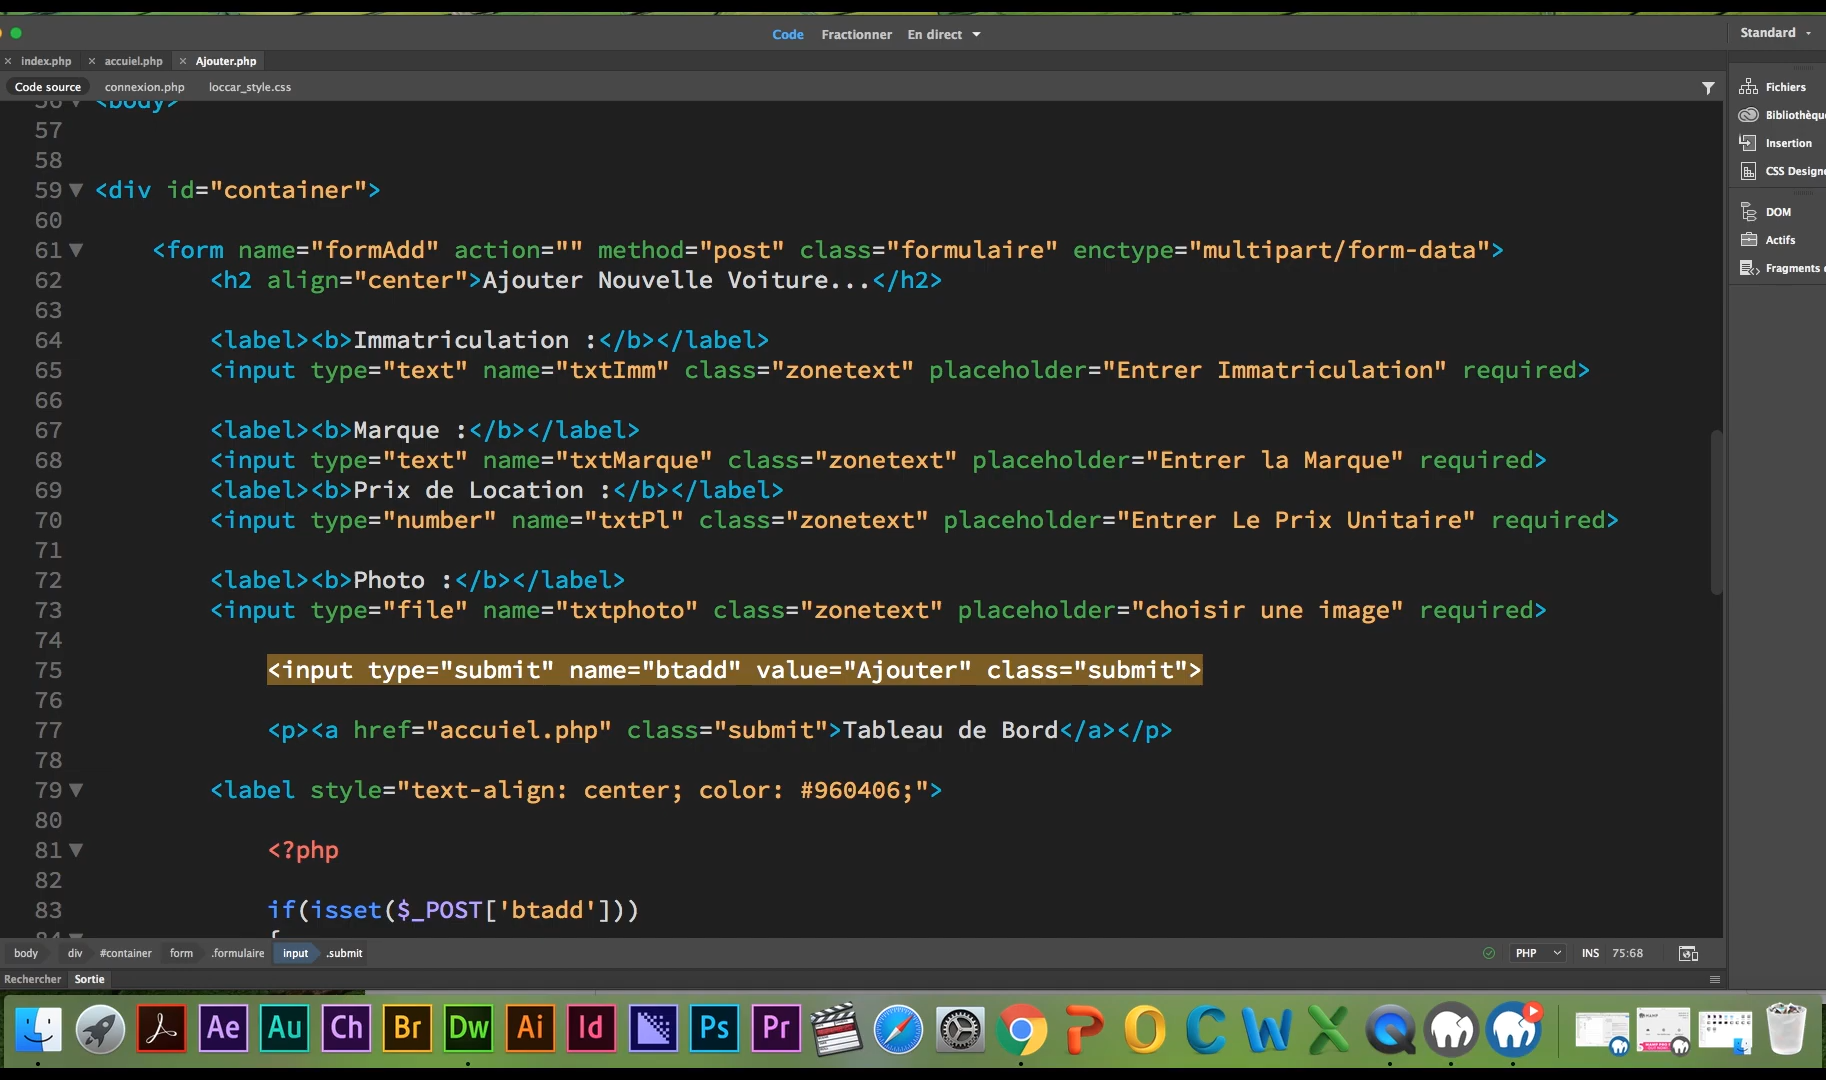 Code Fractionner En direct Standard
index.php accuiel.php Ajouter.php
Code source connexion.php loccar_style.css
56 <body>
57
58
59 <div id="container">
60
61 <form name="formAdd" action="" method="post" class="formulaire" enctype="multipart/form-data">
62 <h2 align="center">Ajouter Nouvelle Voiture...</h2>
63
64 <label><b>Immatriculation :</b></label>
65 <input type="text" name="txtImm" class="zonetext" placeholder="Entrer Immatriculation" required>
66
67 <label><b>Marque :</b></label>
68 <input type="text" name="txtMarque" class="zonetext" placeholder="Entrer la Marque" required>
69 <label><b>Prix de Location :</b></label>
70 <input type="number" name="txtPl" class="zonetext" placeholder="Entrer Le Prix Unitaire" required>
71
72 <label><b>Photo :</b></label>
73 <input type="file" name="txtphoto" class="zonetext" placeholder="choisir une image" required>
74
75 <input type="submit" name="btadd" value="Ajouter" class="submit">
76
77 <p><a href="accuiel.php" class="submit">Tableau de Bord</a></p>
78
79 <label style="text-align: center; color: #960406;">
80
81 <?php
82
83 if(isset($_POST['btadd']))
84 {
Fichiers
Bibliothèqu
Insertion
CSS Designe
DOM
Actifs
Fragments
body div #container form .formulaire input .submit PHP INS 75:68
Rechercher Sortie
Ae Au Ch Br Dw Ai Id Ps Pr